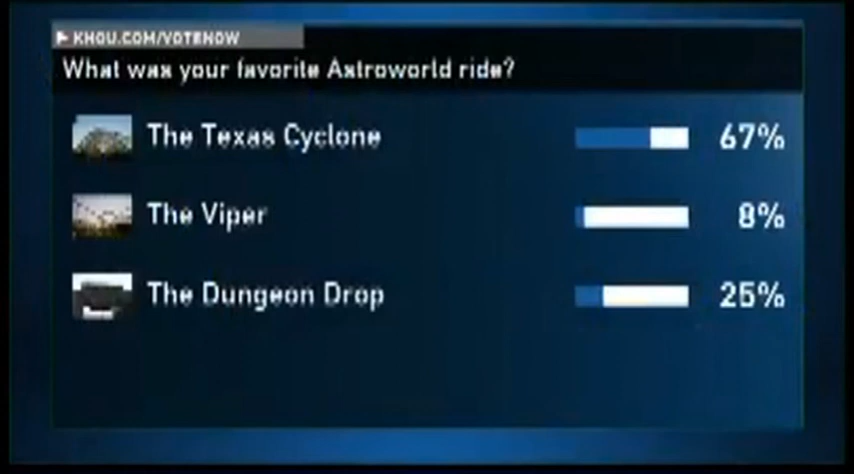 KHOU.COM/VOTENOW
What was your favorite Astroworld ride?
The Texas Cyclone 67%
The Viper 8%
The Dungeon Drop 25%